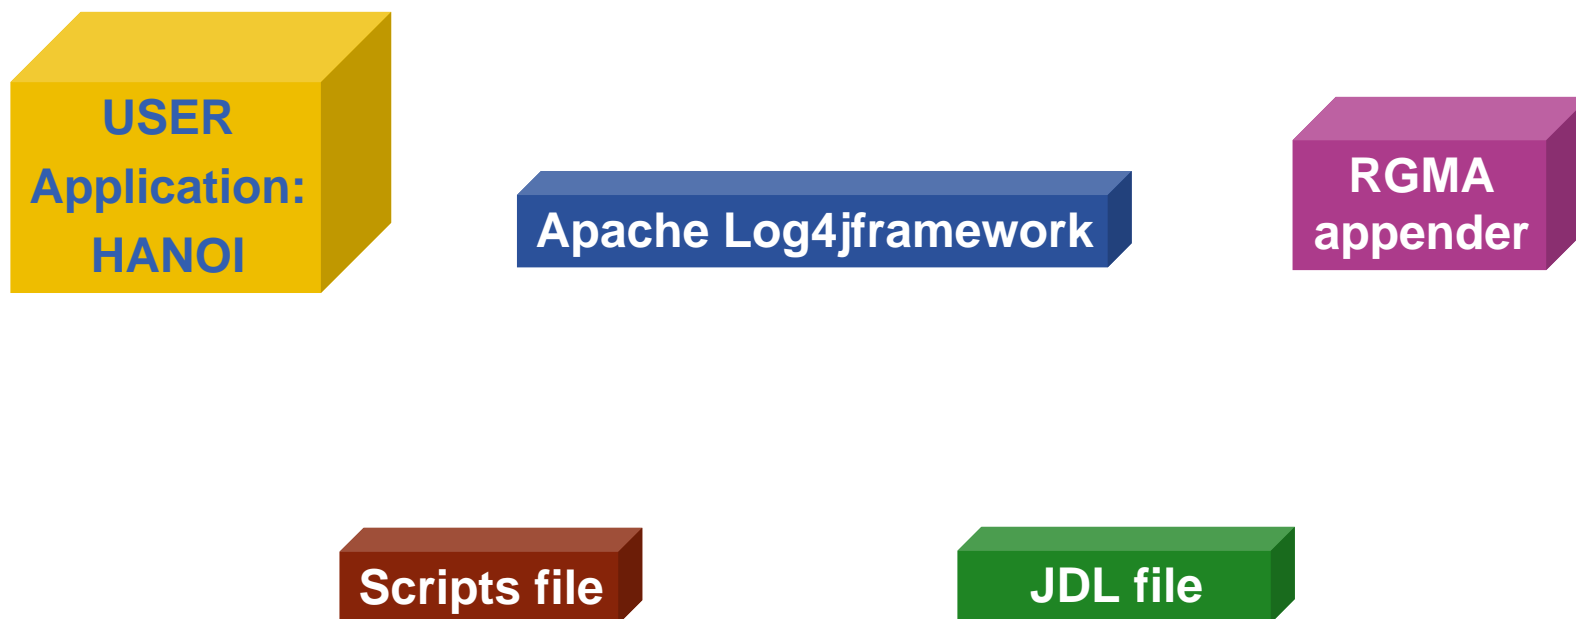 USER
Application:
HANOI
Apache Log4jframework
RGMA
appender
Scripts file
JDL file